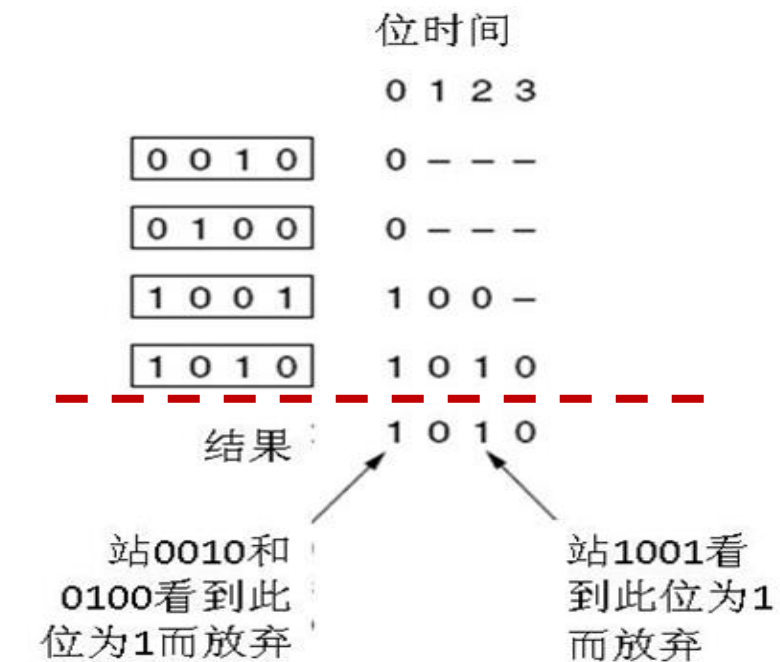 位时间
0 1 2 3
0 0 1 0 0 – – –
0 1 0 0 0 – – –
1 0 0 1 1 0 0 –
1 0 1 0 1 0 1 0
结果 1 0 1 0
站0010和
0100看到此
位为1而放弃
站1001看
到此位为1
而放弃